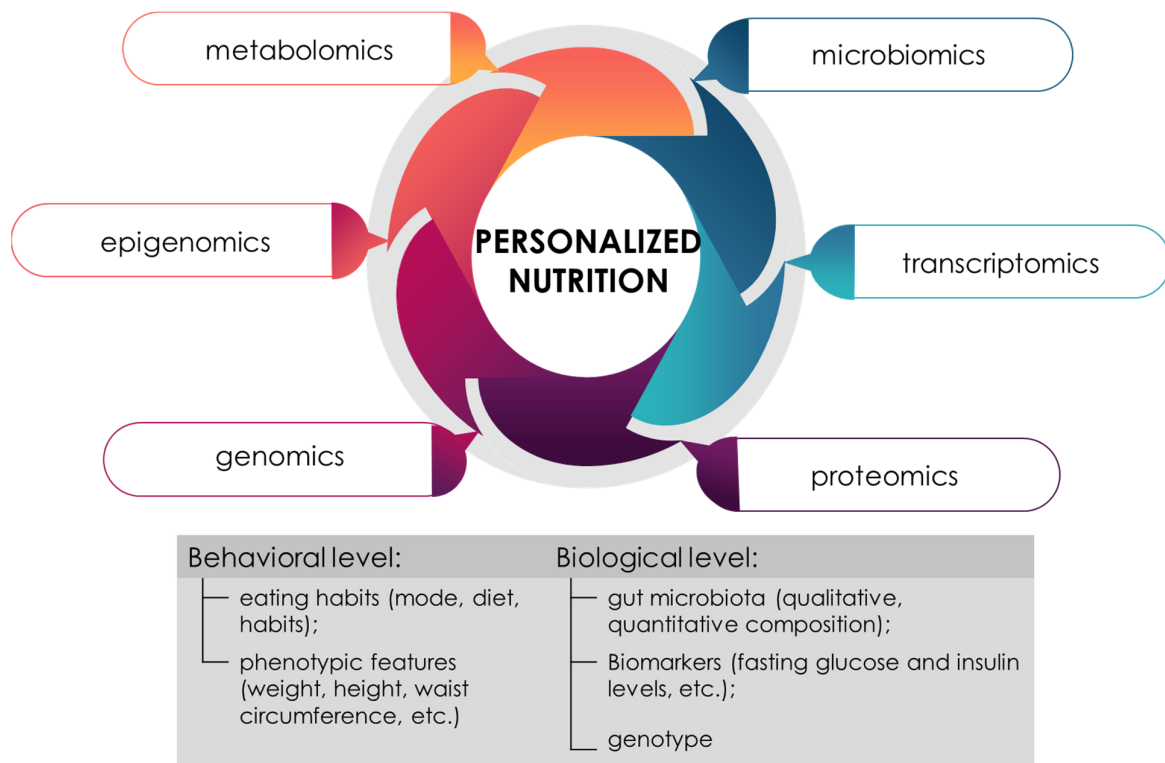 metabolomics
microbiomics
epigenomics
PERSONALIZED
NUTRITION
transcriptomics
genomics
proteomics
Behavioral level:
eating habits (mode, diet,
habits);
phenotypic features
(weight, height, waist
circumference, etc.)
Biological level:
gut microbiota (qualitative,
quantitative composition);
Biomarkers (fasting glucose and insulin
levels, etc.);
genotype